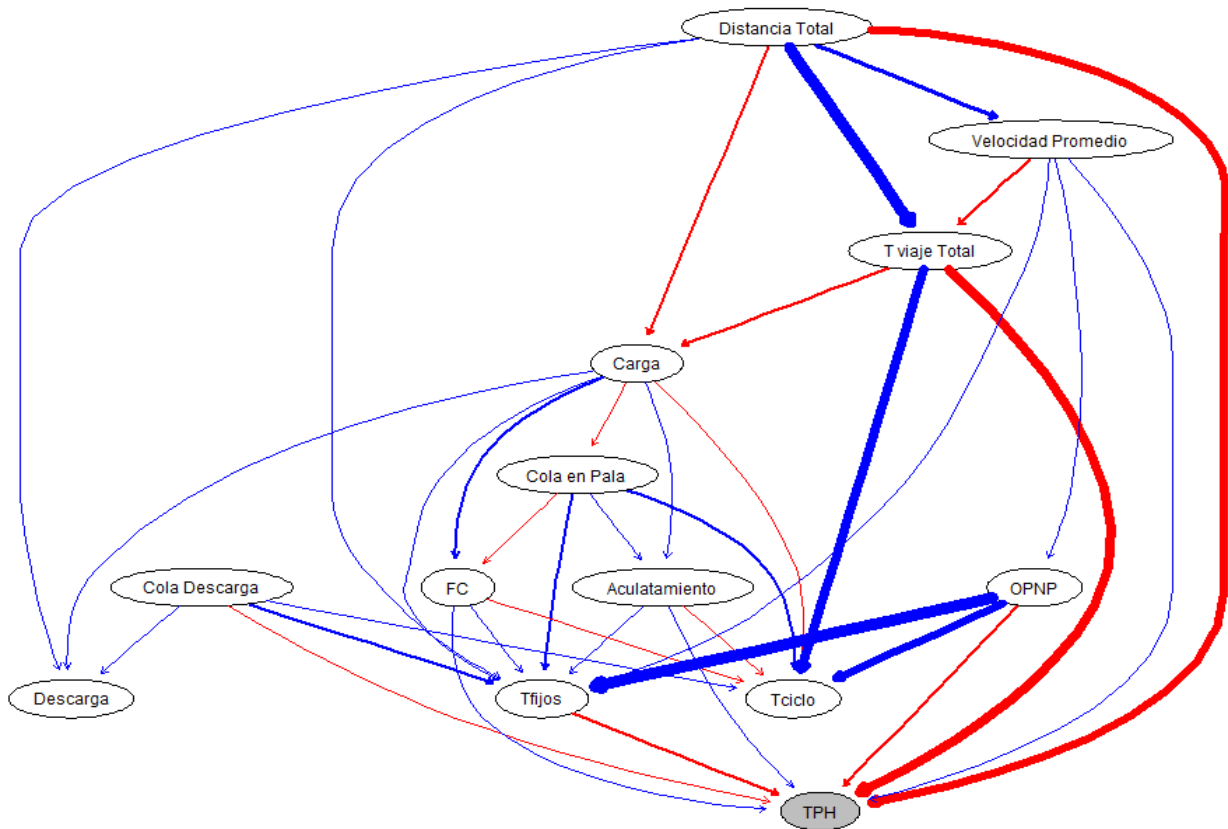 Distancia Total
Velocidad Promedio
T viaje Total
Carga
Cola en Pala
Cola Descarga
FC
Aculatamiento
OPNP
Descarga
Tfijos
Tciclo
TPH